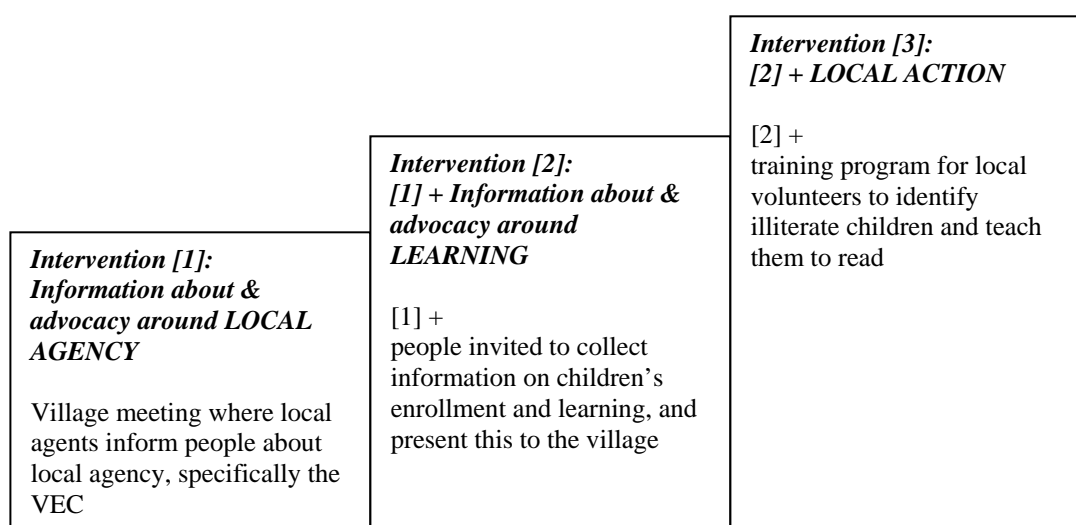 Intervention [1]:
Information about &
advocacy around LOCAL
AGENCY
Village meeting where local
agents inform people about
local agency, specifically the
VEC
Intervention [2]:
[1] + Information about &
advocacy around
LEARNING
[1] +
people invited to collect
information on children’s
enrollment and learning, and
present this to the village
Intervention [3]:
[2] + LOCAL ACTION
[2] +
training program for local
volunteers to identify
illiterate children and teach
them to read